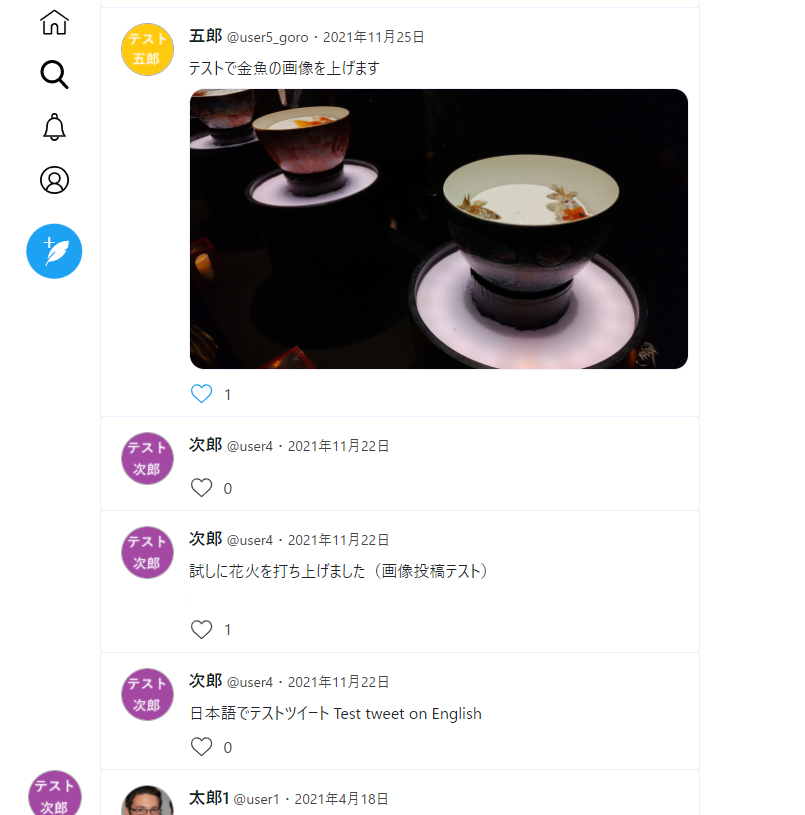 テスト
五郎
五郎 @user5_goro・2021年11月25日
テストで金魚の画像を上げます
1
テスト
次郎
次郎 @user4・2021年11月22日
0
テスト
次郎
次郎 @user4・2021年11月22日
試しに花火を打ち上げました（画像投稿テスト）
1
テスト
次郎
次郎 @user4・2021年11月22日
日本語でテストツイート Test tweet on English
0
テスト
次郎
太郎1 @user1・2021年4月18日